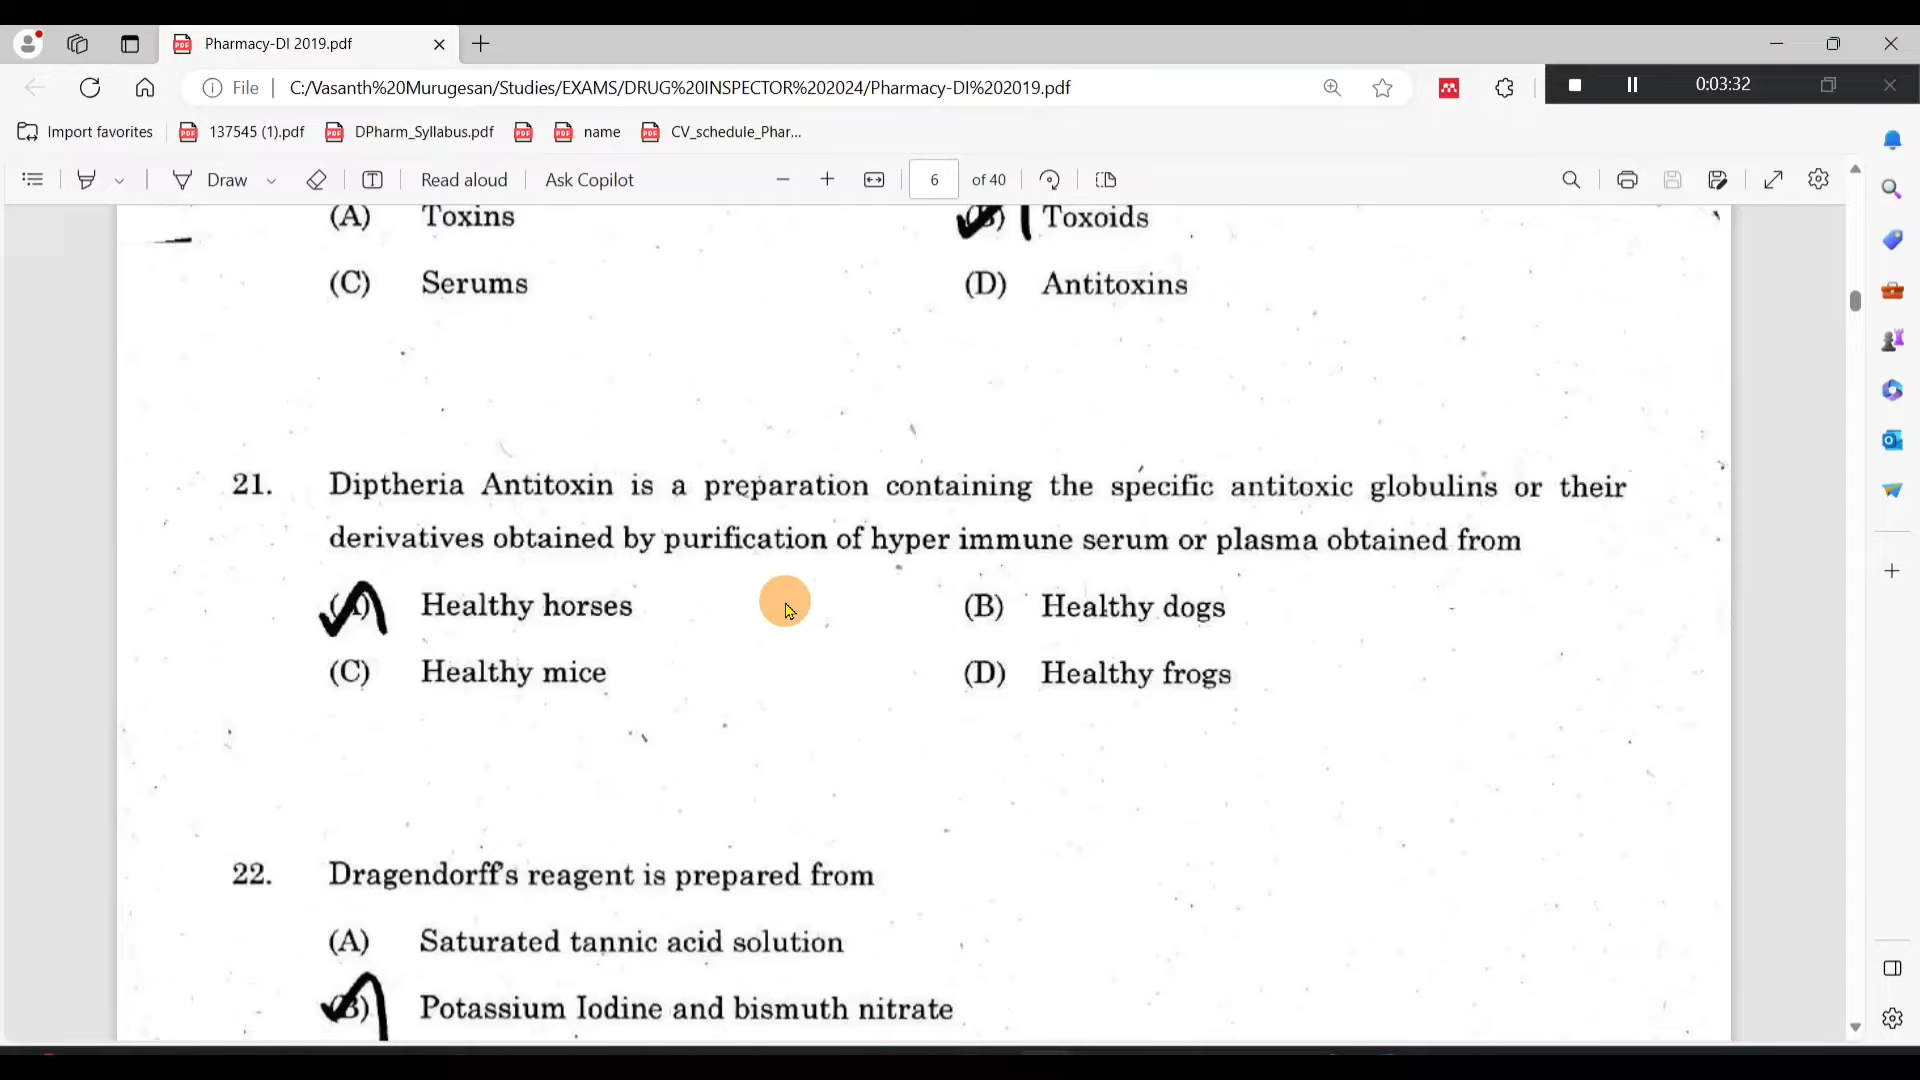 Pharmacy-DI 2019.pdf
File
C:/Vasanth%20Murugesan/Studies/EXAMS/DRUG%20INSPECTOR%202024/Pharmacy-DI%202019.pdf
0:03:32
Import favorites
137545 (1).pdf
DPharm_Syllabus.pdf
name
CV_schedule_Phar...
Draw
Read aloud
Ask Copilot
6 of 40
(A) Toxins
(B) Toxoids
(C) Serums
(D) Antitoxins
21. Diptheria Antitoxin is a preparation containing the specific antitoxic globulins or their
derivatives obtained by purification of hyper immune serum or plasma obtained from
(A) Healthy horses
(B) Healthy dogs
(C) Healthy mice
(D) Healthy frogs
22. Dragendorff's reagent is prepared from
(A) Saturated tannic acid solution
(B) Potassium Iodine and bismuth nitrate